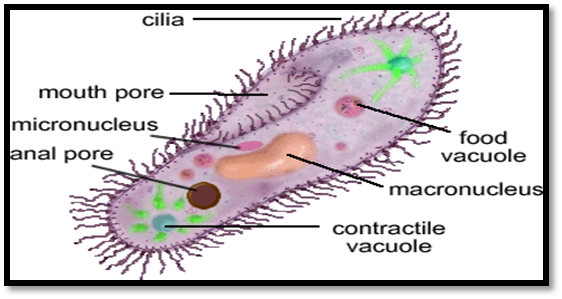 cilia
mouth pore
micronucleus
anal pore
food
vacuole
macronucleus
contractile
vacuole